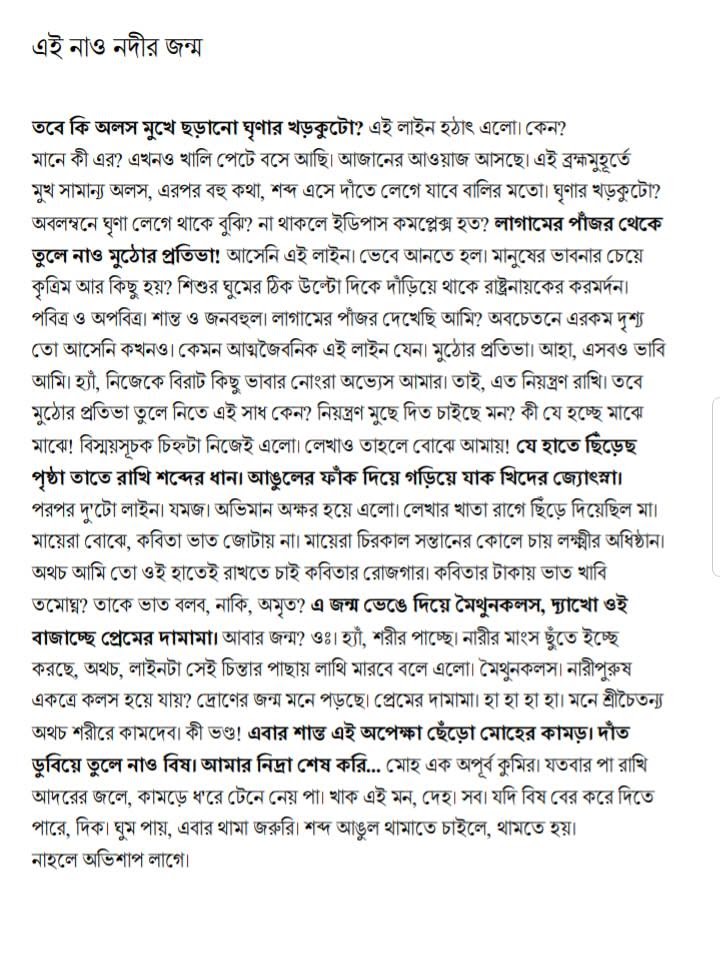 এই নাও নদীর জন্ম
তবে কি অলস মুখে ছড়ানো ঘৃণার খড়কুটো? এই লাইন হঠাৎ এলো। কেন?
মানে কী এর? এখনও খালি পেটে বসে আছি। আজানের আওয়াজ আসছে। এই ব্রহ্মমুহূর্তে
মুখ সামান্য অলস, এরপর বহু কথা, শব্দ এসে দাঁতে লেগে যাবে বালির মতো। ঘৃণার খড়কুটো?
অবলম্বনে ঘৃণা লেগে থাকে বুঝি? না থাকলে ইডিপাস কমপ্লেক্স হত? লাগামের পাঁজর থেকে
তুলে নাও মুঠোর প্রতিভা! আসেনি এই লাইন। ভেবে আনতে হল। মানুষের ভাবনার চেয়ে
কৃত্রিম আর কিছু হয়? শিশুর ঘুমের ঠিক উল্টো দিকে দাঁড়িয়ে থাকে রাষ্ট্রনায়কের করমর্দন।
পবিত্র ও অপবিত্র। শান্ত ও জনবহুল। লাগামের পাঁজর দেখেছি আমি? অবচেতনে এরকম দৃশ্য
তো আসেনি কখনও। কেমন আত্মজৈবনিক এই লাইন যেন। মুঠোর প্রতিভা। আহা, এসবও ভাবি
আমি। হ্যাঁ, নিজেকে বিরাট কিছু ভাবার নোংরা অভ্যেস আমার। তাই, এত নিয়ন্ত্রণ রাখি। তবে
মুঠোর প্রতিভা তুলে নিতে এই সাধ কেন? নিয়ন্ত্রণ মুছে দিত চাইছে মন? কী যে হচ্ছে মাঝে
মাঝে! বিস্ময়সূচক চিহ্নটা নিজেই এলো। লেখাও তাহলে বোঝে আমায়! যে হাতে ছিঁড়েছ
পৃষ্ঠা তাতে রাখি শব্দের ধান। আঙুলের ফাঁক দিয়ে গড়িয়ে যাক খিদের জ্যোৎস্না।
পরপর দু'টো লাইন। যমজ। অভিমান অক্ষর হয়ে এলো। লেখার খাতা রাগে ছিঁড়ে দিয়েছিল মা।
মায়েরা বোঝে, কবিতা ভাত জোটায় না। মায়েরা চিরকাল সন্তানের কোলে চায় লক্ষ্মীর অধিষ্ঠান।
অথচ আমি তো ওই হাতেই রাখতে চাই কবিতার রোজগার। কবিতার টাকায় ভাত খাবি
তমোঘ্ন? তাকে ভাত বলব, নাকি, অমৃত? এ জন্ম ভেঙে দিয়ে মৈথুনকলস, দ্যাখো ওই
বাজাচ্ছে প্রেমের দামামা। আবার জন্ম? ওঃ। হ্যাঁ, শরীর পাচ্ছে। নারীর মাংস ছুঁতে ইচ্ছে
করছে, অথচ, লাইনটা সেই চিন্তার পাছায় লাথি মারবে বলে এলো। মৈথুনকলস। নারীপুরুষ
একত্রে কলস হয়ে যায়? দ্রোণের জন্ম মনে পড়ছে। প্রেমের দামামা। হা হা হা হা। মনে শ্রীচৈতন্য
অথচ শরীরে কামদেব। কী ভণ্ড! এবার শান্ত এই অপেক্ষা ছেঁড়ো মোহের কামড়। দাঁত
ডুবিয়ে তুলে নাও বিষ। আমার নিদ্রা শেষ করি... মোহ এক অপূর্ব কুমির। যতবার পা রাখি
আদরের জলে, কামড়ে ধ'রে টেনে নেয় পা। খাক এই মন, দেহ। সব। যদি বিষ বের করে দিতে
পারে, দিক। ঘুম পায়, এবার থামা জরুরি। শব্দ আঙুল থামাতে চাইলে, থামতে হয়।
নাহলে অভিশাপ লাগে।